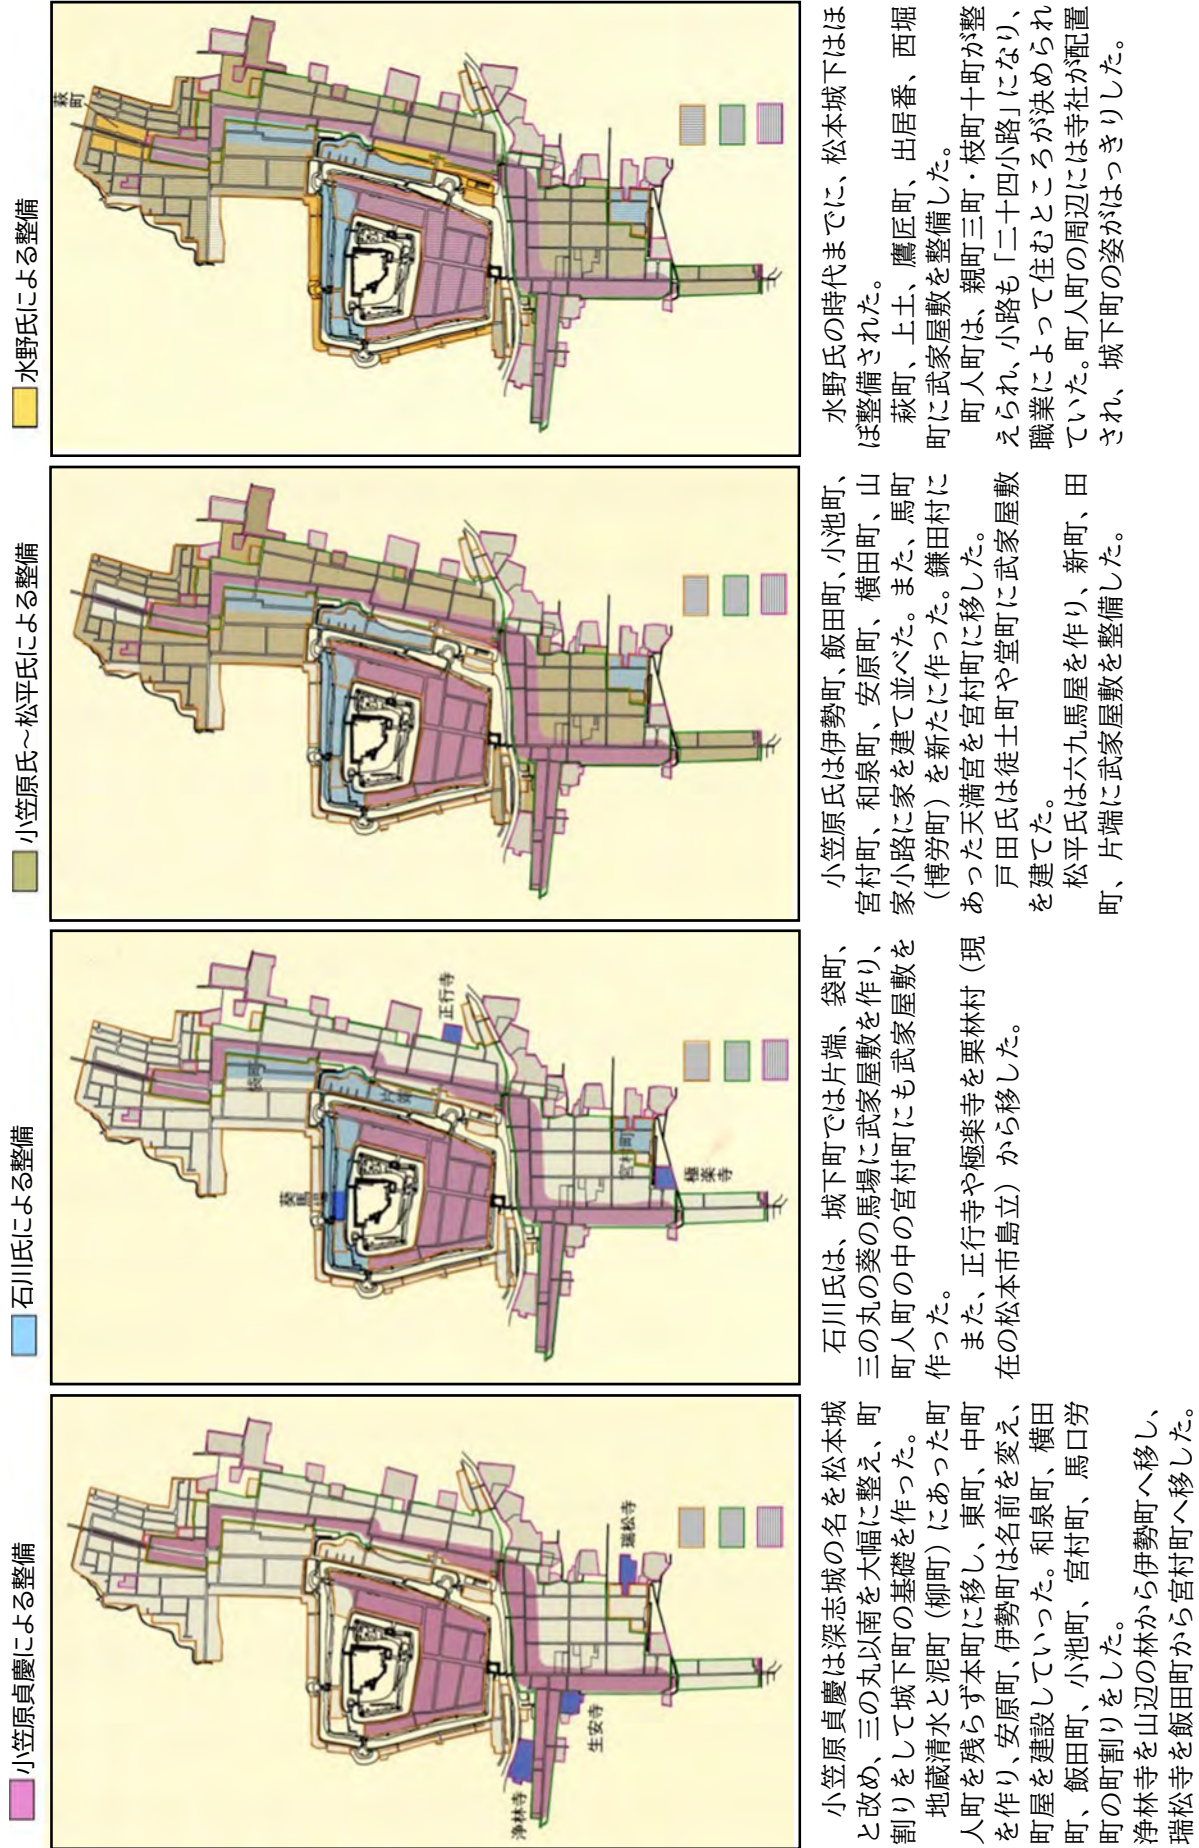 小笠原貞慶による整備
浄林寺
生安寺
瑞松寺
小笠原貞慶は深志城の名を松本城
と改め、三の丸以南を大幅に整え、町
割りをして城下町の基礎を作った。
地蔵清水と泥町（柳町）にあった町
人町を残らず本町に移し、東町、中町
を作り、安原町、伊勢町は名前を変え、
町屋を建設していった。和泉町、横田
町、飯田町、小池町、宮村町、馬口労
町の町割りをした。
浄林寺を山辺の林から伊勢町へ移し、
瑞松寺を飯田町から宮村町へ移した。
石川氏による整備
葵馬場
袋町
片端
正行寺
宮村町
極楽寺
石川氏は、城下町では片端、袋町、
三の丸の葵の馬場に武家屋敷を作り、
町人町の中の宮村町にも武家屋敷を
作った。
また、正行寺や極楽寺を栗林村（現
在の松本市島立）から移した。
小笠原氏～松平氏による整備
小笠原氏は伊勢町、飯田町、小池町、
宮村町、和泉町、安原町、横田町、山
家小路に家を建て並べた。また、馬町
（博労町）を新たに作った。鎌田村に
あった天満宮を宮村町に移した。
戸田氏は徒士町や堂町に武家屋敷
を建てた。
松平氏は六九馬屋を作り、新町、田
町、片端に武家屋敷を整備した。
水野氏による整備
萩町
水野氏の時代までに、松本城下はほ
ぼ整備された。
萩町、上土、鷹匠町、出居番、西堀
町に武家屋敷を整備した。
町人町は、親町三町・枝町十町が整
えられ、小路も「二十四小路」になり、
職業によって住むところが決められ
ていた。町人町の周辺には寺社が配置
され、城下町の姿がはっきりした。